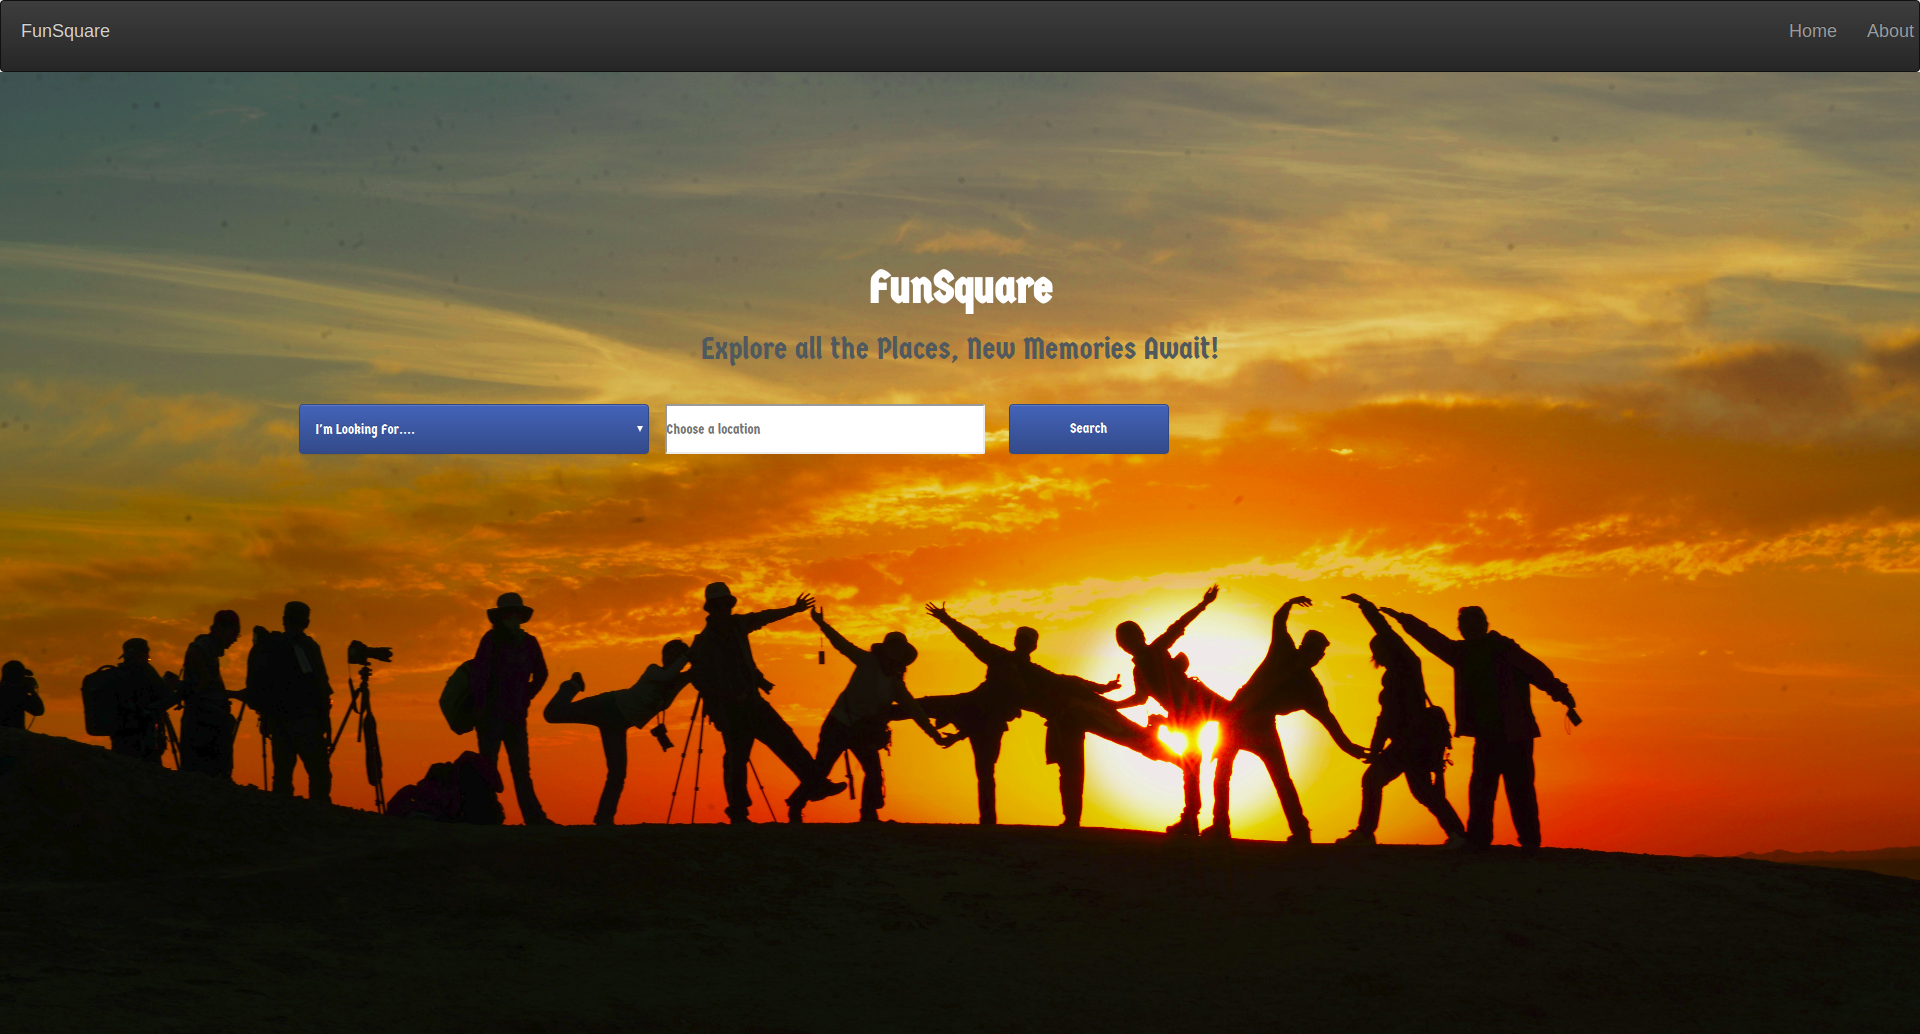 FunSquare
Home
About
FunSquare
Explore all the Places, New Memories Await!
I'm Looking For....
Choose a location
Search